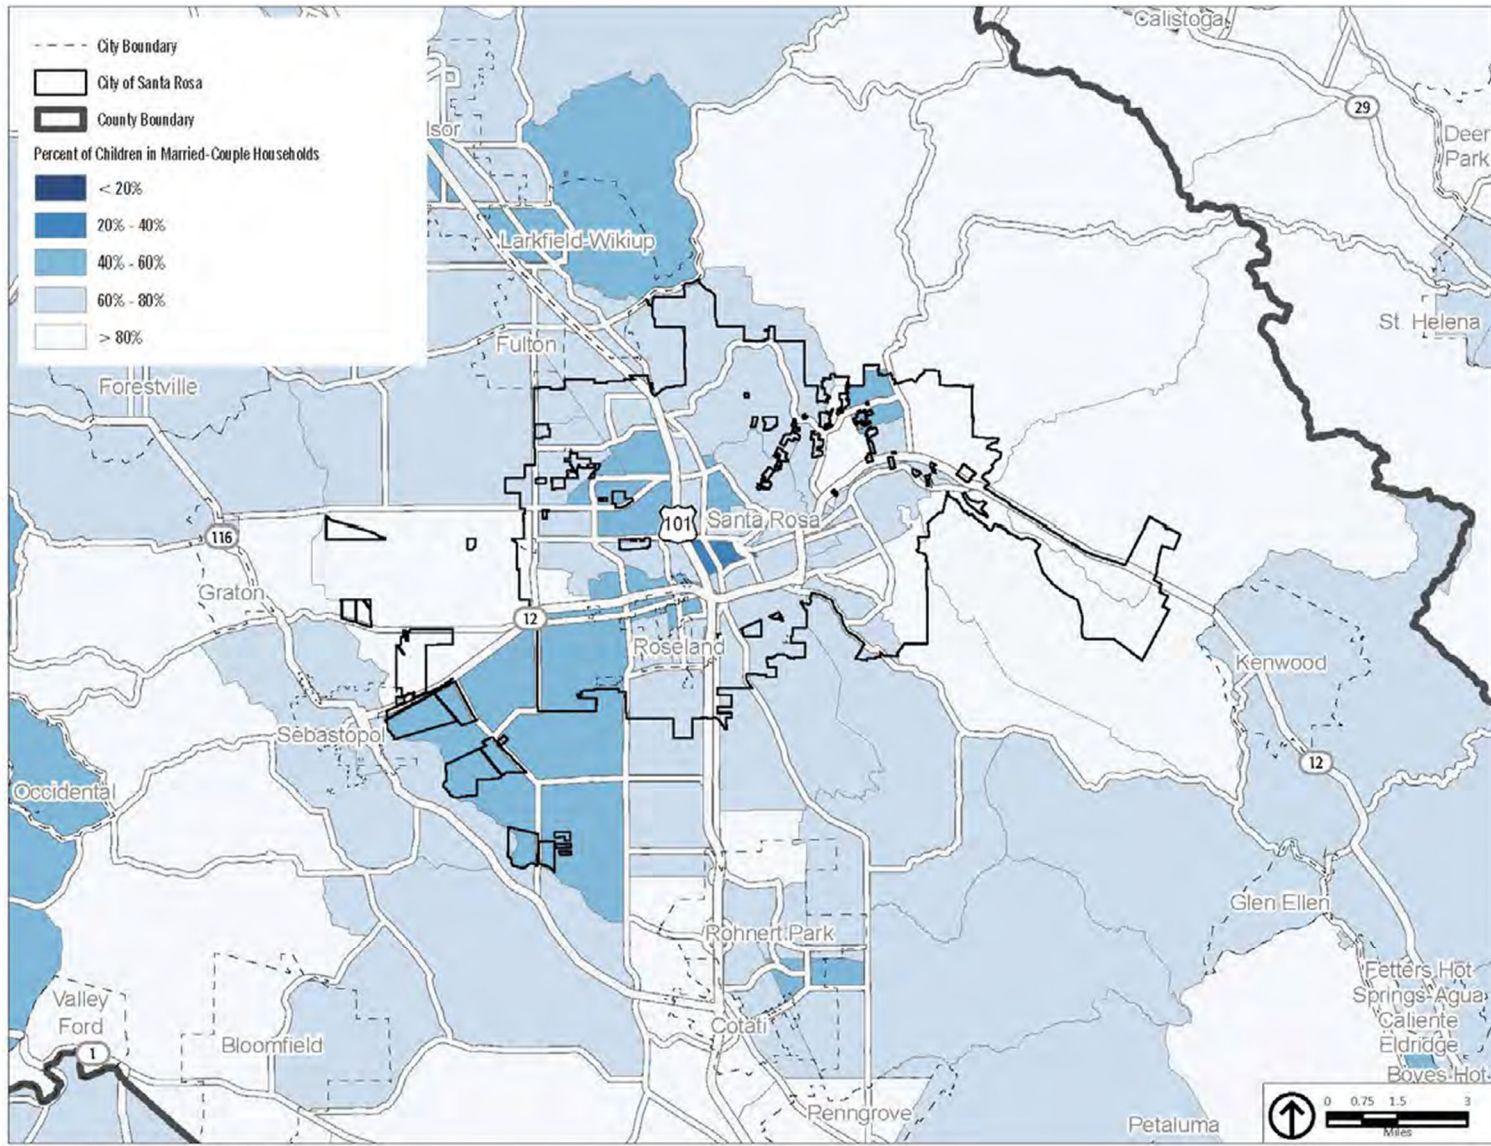 City Boundary
City of Santa Rosa
County Boundary
Percent of Children in Married-Couple Households
< 20%
20% - 40%
40% - 60%
60% - 80%
> 80%
Calistoga
29
lsor
Deer
Park
Larkfield-Wikiup
St. Helena
Fulton
Forestville
101
Santa Rosa
116
Graton
12
Roseland
Kenwood
Sebastopol
12
Occidental
Glen Ellen
Rohnert Park
Fetters Hot
Springs-Agua
Caliente
Eldridge
Boyes Hot
Valley
Ford
Cotati
Bloomfield
1
Penngrove
Petaluma
0 0.75 1.5 3
Miles